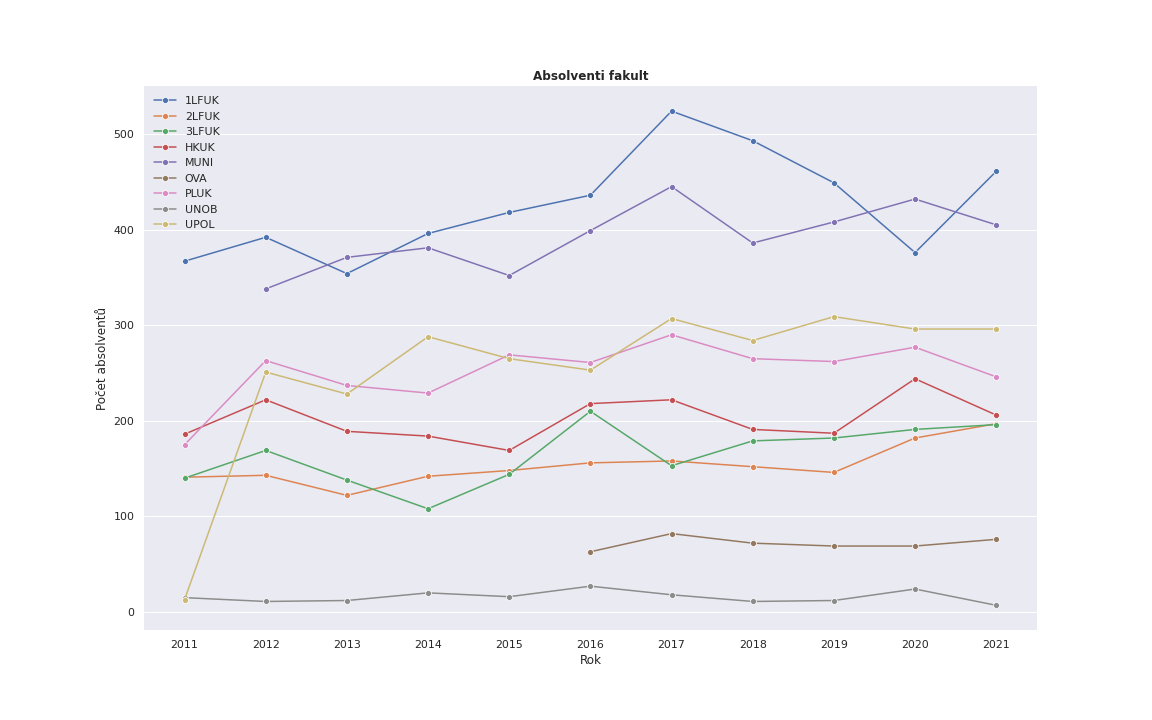 Absolventi fakult
1LFUK
2LFUK
3LFUK
HKUK
MUNI
OVA
PLUK
UNOB
UPOL
500
400
300
200
100
0
Počet absolventů
2011 2012 2013 2014 2015 2016 2017 2018 2019 2020 2021
Rok